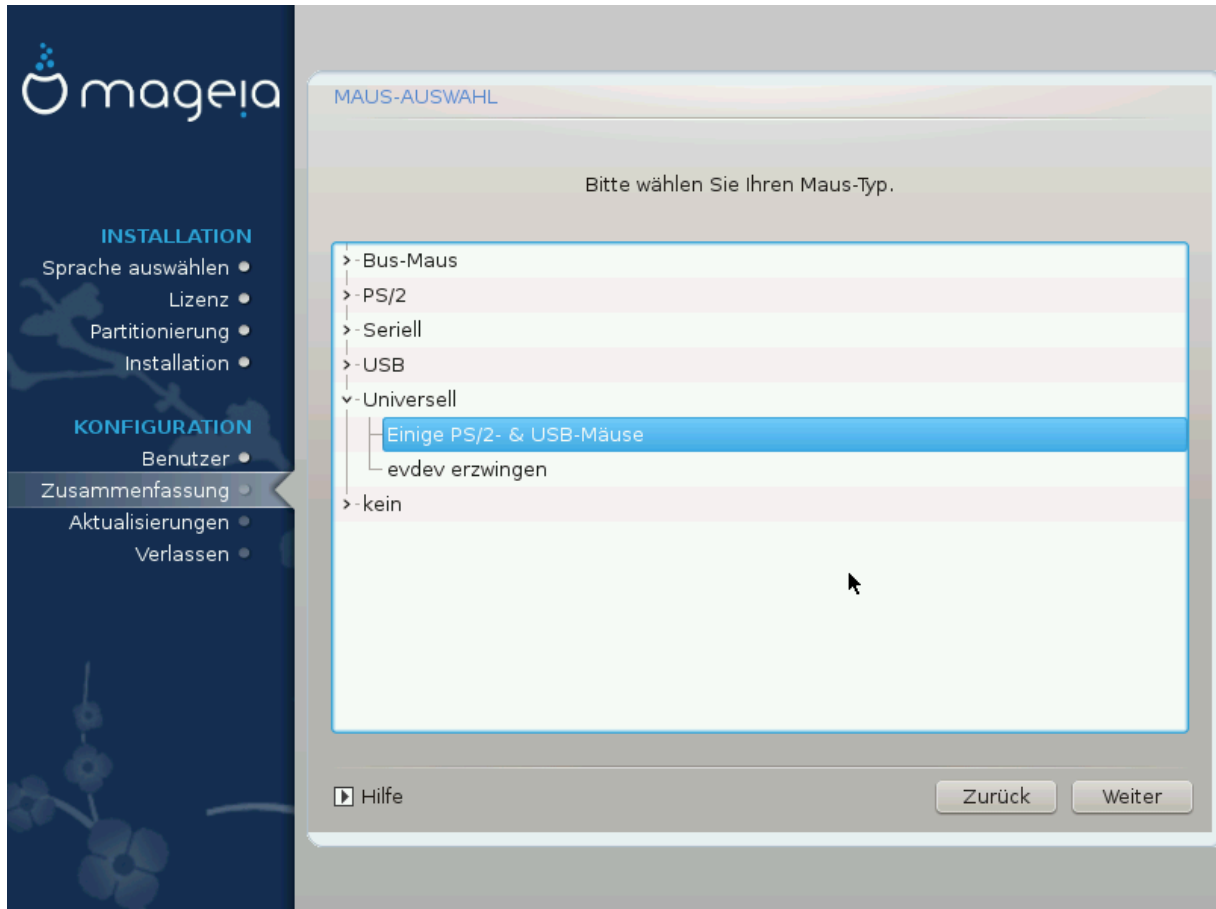 mageia
INSTALLATION
Sprache auswählen
Lizenz
Partitionierung
Installation
KONFIGURATION
Benutzer
Zusammenfassung
Aktualisierungen
Verlassen
MAUS-AUSWAHL
Bitte wählen Sie Ihren Maus-Typ.
Bus-Maus
PS/2
Seriell
USB
Universell
Einige PS/2- & USB-Mäuse
evdev erzwingen
kein
Hilfe
Zurück
Weiter